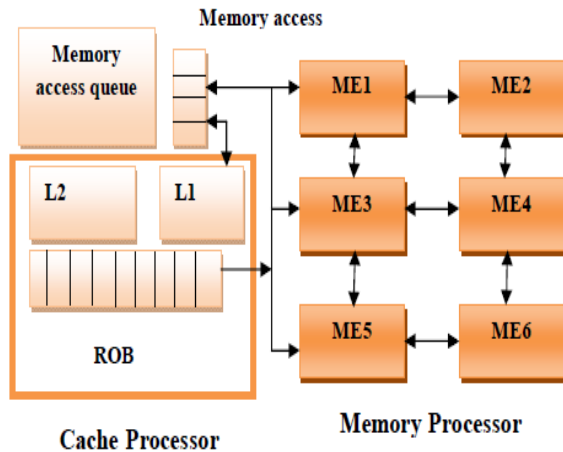 Memory access
Memory
access queue
ME1
ME2
L2
L1
ME3
ME4
ROB
ME5
ME6
Cache Processor
Memory Processor